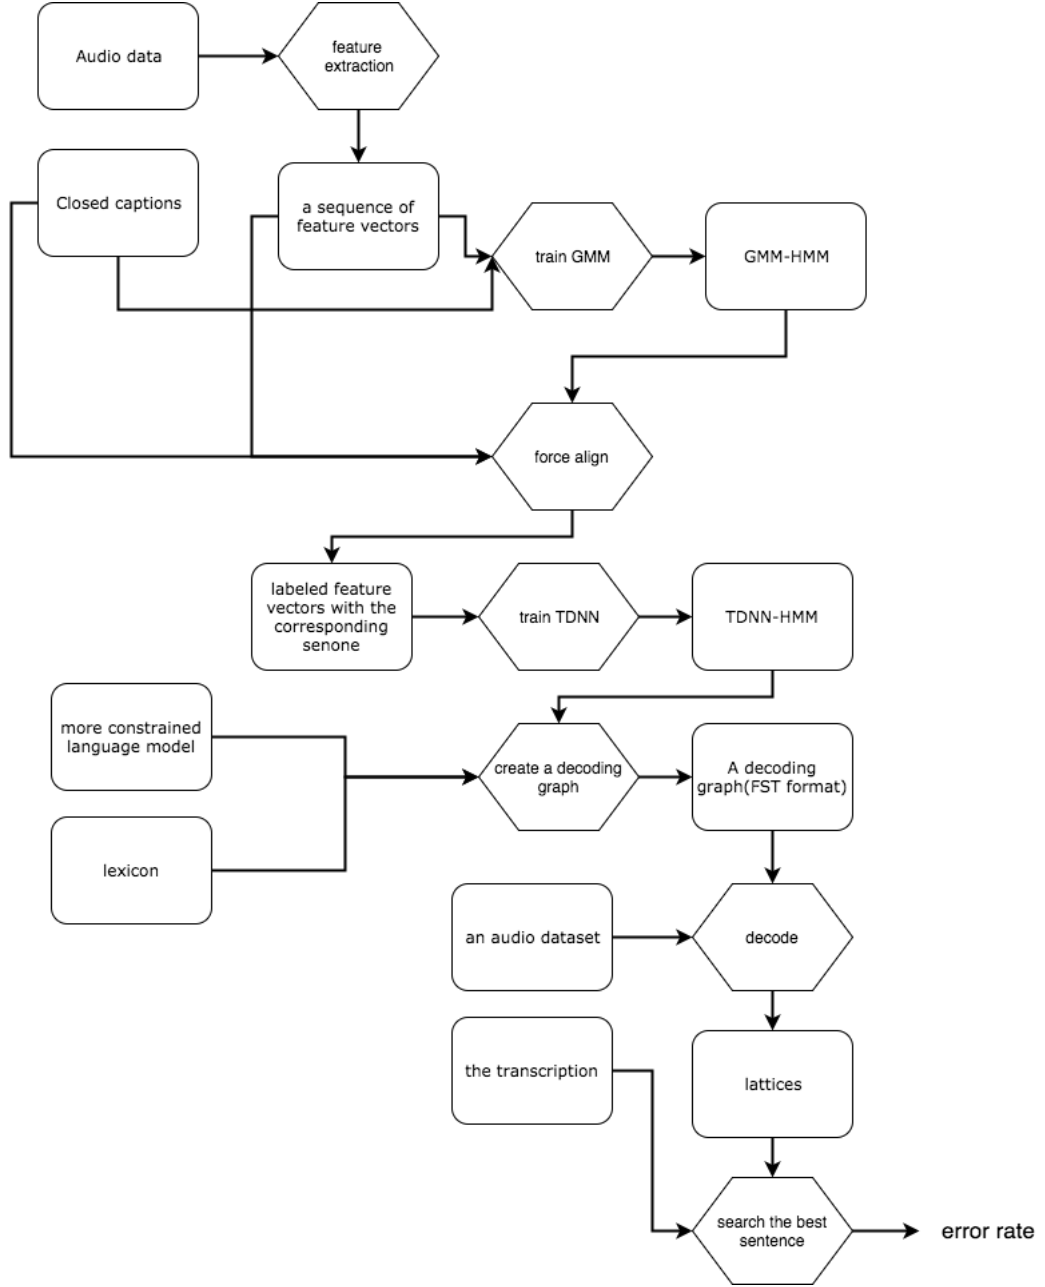 Audio data
feature
extraction
Closed captions
a sequence of
feature vectors
train GMM
GMM-HMM
force align
labeled feature
vectors with the
corresponding
senone
train TDNN
TDNN-HMM
more constrained
language model
create a decoding
graph
A decoding
graph(FST format)
lexicon
an audio dataset
decode
the transcription
lattices
search the best
sentence
error rate